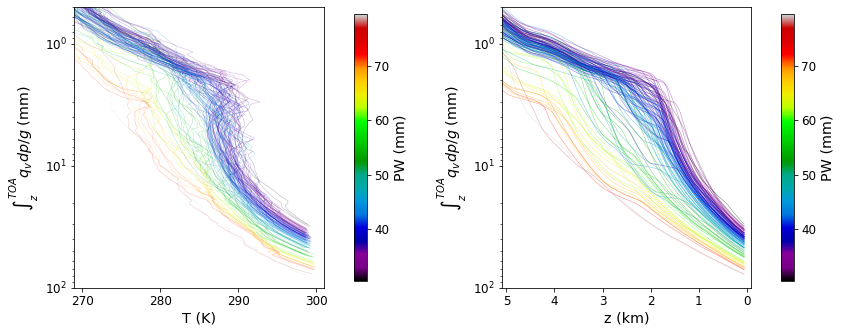 10⁰
10¹
10²
∫_z^{TOA} q_v dp/g (mm)
270 280 290 300
T (K)
70
60
50
40
PW (mm)
10⁰
10¹
10²
∫_z^{TOA} q_v dp/g (mm)
5 4 3 2 1 0
z (km)
70
60
50
40
PW (mm)